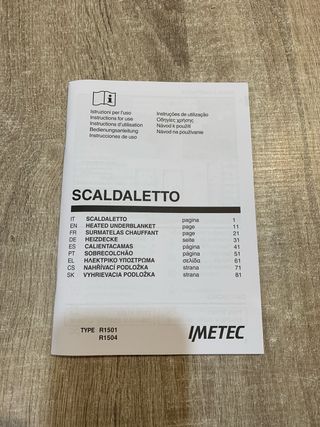 Istruzioni per l'uso
Instructions for use
Instructions d'utilisation
Bedienungsanleitung
Instrucciones de uso
Instruções de utilização
Οδηγίες χρήσης
Návod k použití
Návod na používanie
SCALDALETTO
IT SCALDALETTO pagina 1
EN HEATED UNDERBLANKET page 11
FR SURMATELAS CHAUFFANT page 21
DE HEIZDECKE seite 31
ES CALIENTACAMAS página 41
PT SOBRECOLCHÃO página 51
EL ΗΛΕΚΤΡΙΚΟ ΥΠΟΣΤΡΩΜΑ σελίδα 61
CS NAHŘÍVACÍ PODLOŽKA strana 71
SK VYHRIEVACIA PODLOŽKA strana 81
TYPE R1501
R1504
IMETEC